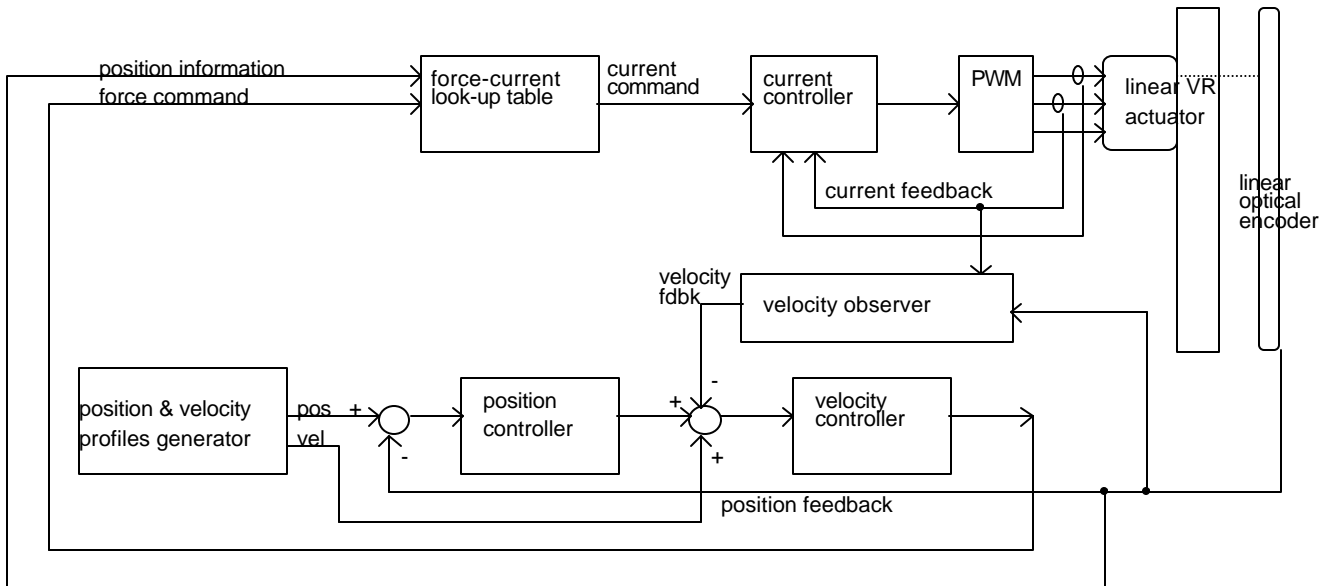 position information
force command
force-current
look-up table
current
command
current
controller
PWM
linear VR
actuator
current feedback
linear
optical
encoder
velocity
fdbk
velocity observer
-
position & velocity
profiles generator
pos +
vel
-
position
controller
+
+
velocity
controller
position feedback